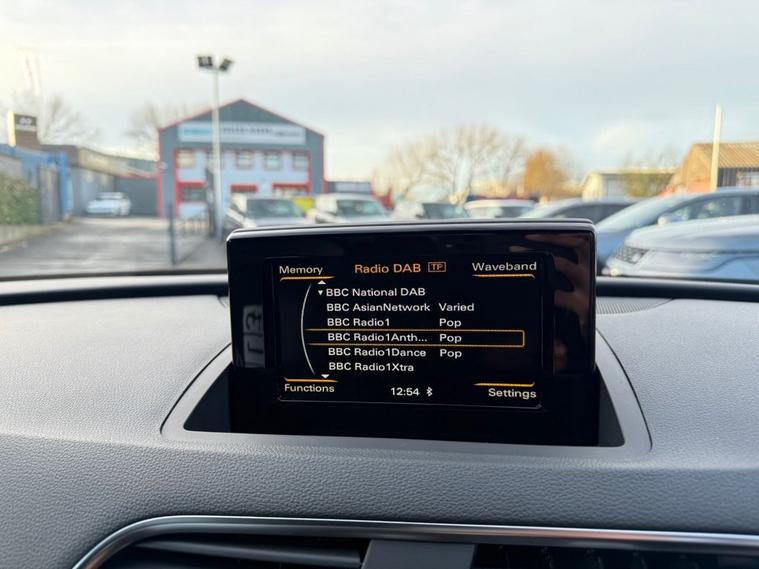 Memory Radio DAB TP Waveband
BBC National DAB
BBC AsianNetwork Varied
BBC Radio1 Pop
BBC Radio1Anth... Pop
BBC Radio1Dance Pop
BBC Radio1Xtra
Functions 12:54 Settings